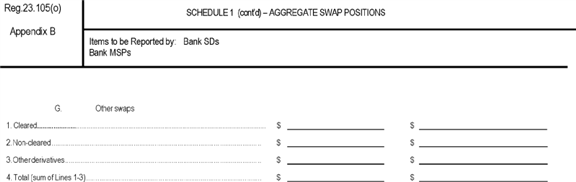 Reg.23.105(o)
Appendix B
SCHEDULE 1 (cont'd) – AGGREGATE SWAP POSITIONS
Items to be Reported by: Bank SDs
Bank MSPs
G. Other swaps
1. Cleared $ $
2. Non-cleared $ $
3. Other derivatives $ $
4. Total (sum of Lines 1-3) $ $